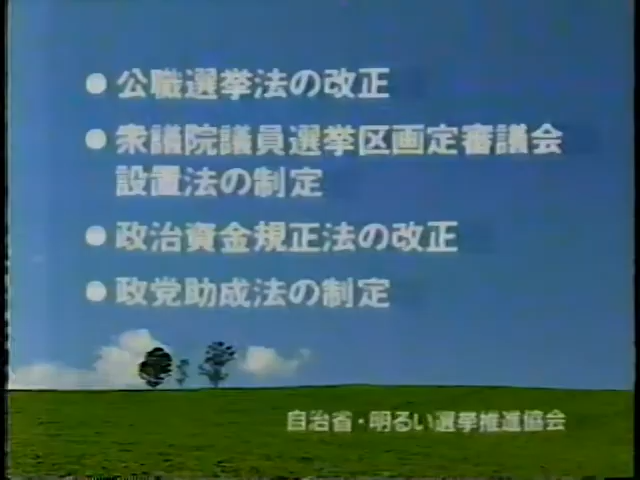 ●公職選挙法の改正
●衆議院議員選挙区画定審議会
設置法の制定
●政治資金規正法の改正
●政党助成法の制定
自治省・明るい選挙推進協会